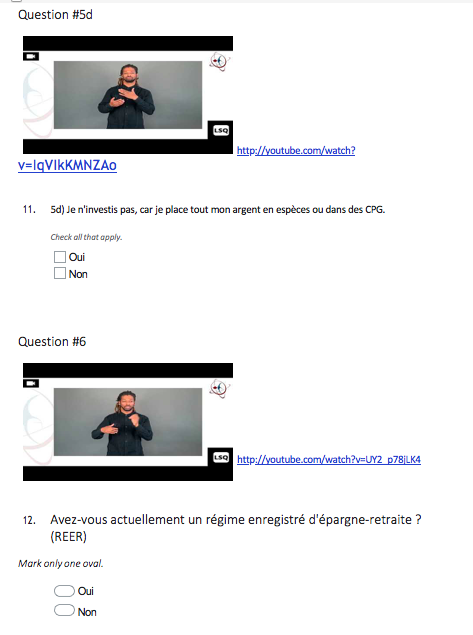 Question #5d
LSQ
http://youtube.com/watch?
v=IqVIkKMNZAo
11. 5d) Je n'investis pas, car je place tout mon argent en espèces ou dans des CPG.
Check all that apply.
Oui
Non
Question #6
LSQ
http://youtube.com/watch?v=UY2_p78jLK4
12. Avez-vous actuellement un régime enregistré d'épargne-retraite ?
(REER)
Mark only one oval.
Oui
Non